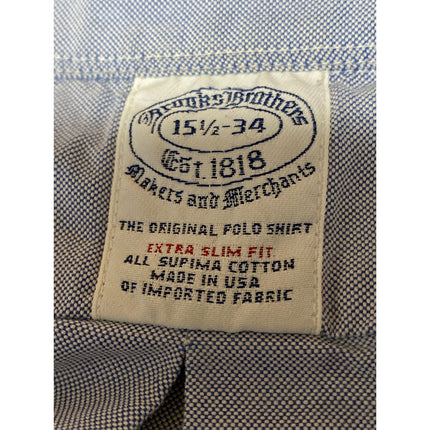 Brooks Brothers
15½-34
Est. 1818
Makers and Merchants
THE ORIGINAL POLO SHIRT
EXTRA SLIM FIT
ALL SUPIMA COTTON
MADE IN USA
OF IMPORTED FABRIC